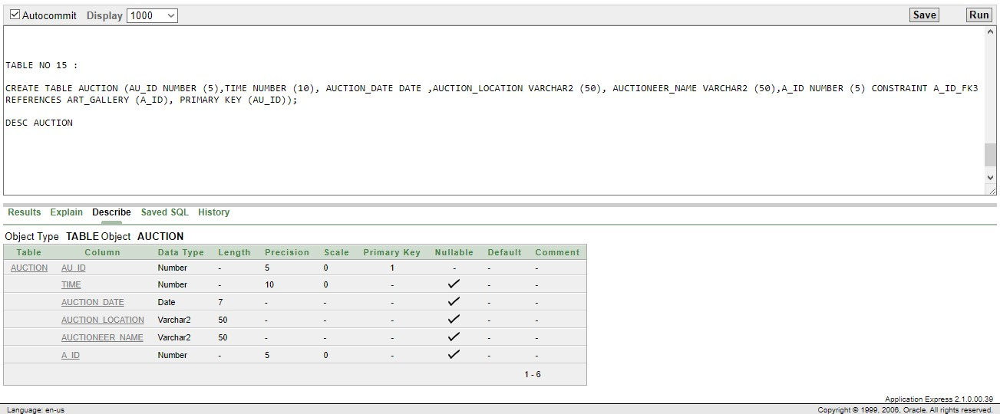 Autocommit Display 1000 Save Run
TABLE NO 15 :
CREATE TABLE AUCTION (AU_ID NUMBER (5),TIME NUMBER (10), AUCTION_DATE DATE ,AUCTION_LOCATION VARCHAR2 (50), AUCTIONEER_NAME VARCHAR2 (50),A_ID NUMBER (5) CONSTRAINT A_ID_FK3
REFERENCES ART_GALLERY (A_ID), PRIMARY KEY (AU_ID));
DESC AUCTION
Results Explain Describe Saved SQL History
Object Type TABLE Object AUCTION
Table Column Data Type Length Precision Scale Primary Key Nullable Default Comment
AUCTION AU_ID Number - 5 0 1 - - -
TIME Number - 10 0 - ✓ - -
AUCTION_DATE Date 7 - - - ✓ - -
AUCTION_LOCATION Varchar2 50 - - - ✓ - -
AUCTIONEER_NAME Varchar2 50 - - - ✓ - -
A_ID Number - 5 0 - ✓ - -
1 - 6
Application Express 2.1.0.00.39
Language: en-us Copyright © 1999, 2006, Oracle. All rights reserved.